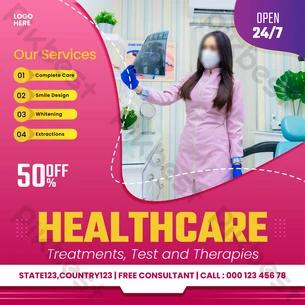 LOGO
HERE
OPEN
24/7
Our Services
01 Complete Care
02 Smile Design
03 Whitening
04 Extractions
50% OFF
HEALTHCARE
Treatments, Test and Therapies
STATE123,COUNTRY123 | FREE CONSULTANT | CALL : 000 123 456 78